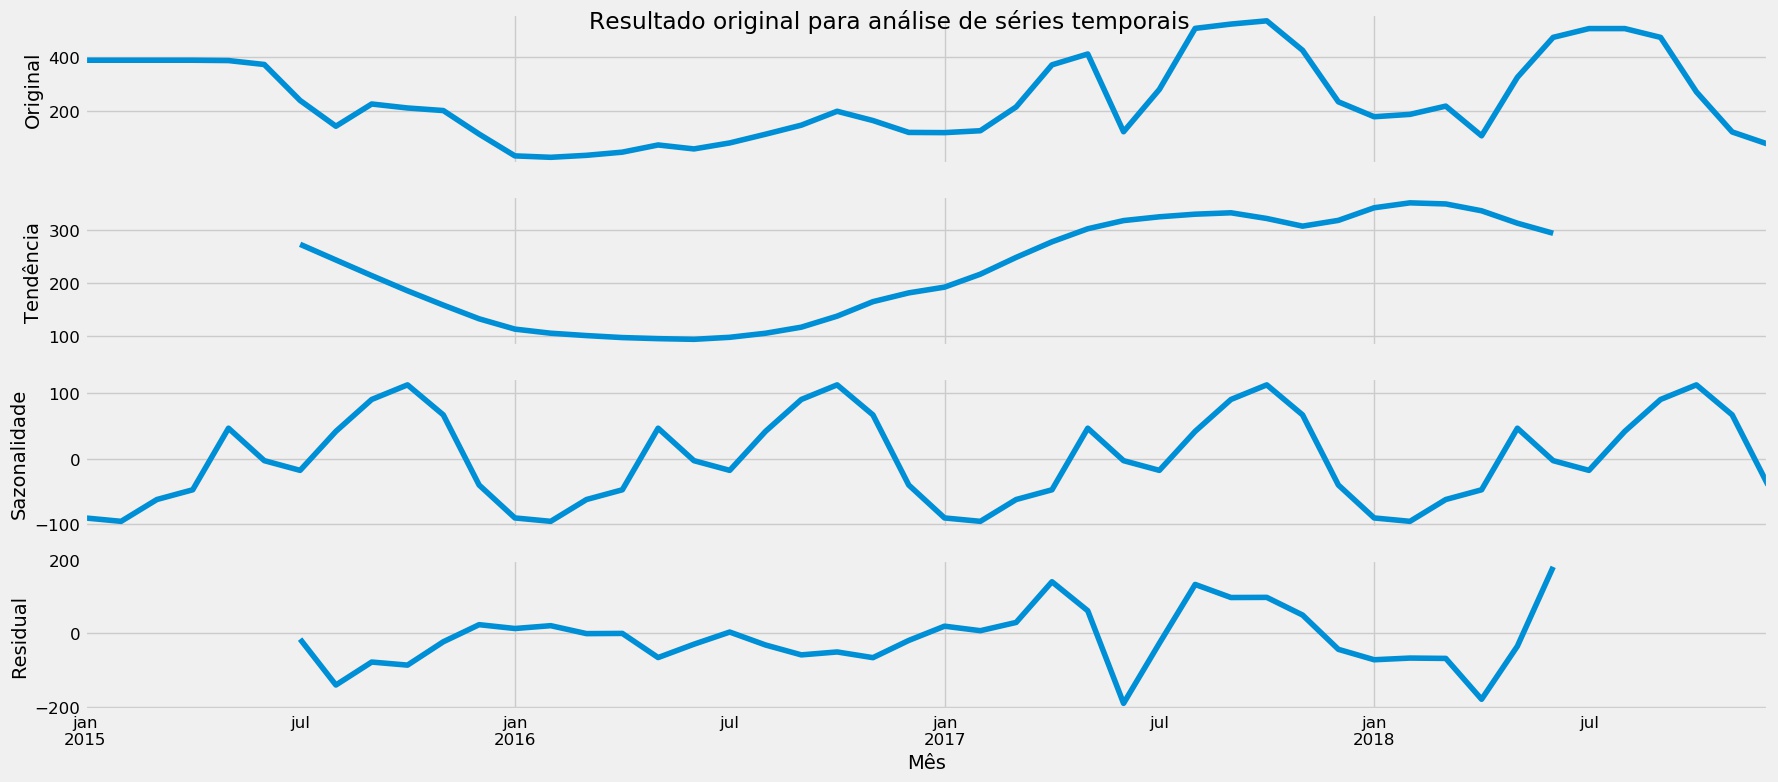 Resultado original para análise de séries temporais
Original
400
200
Tendência
300
200
100
Sazonalidade
100
0
−100
Residual
200
0
−200
jan jul jan jul jan jul jan jul
2015 2016 2017 2018
Mês